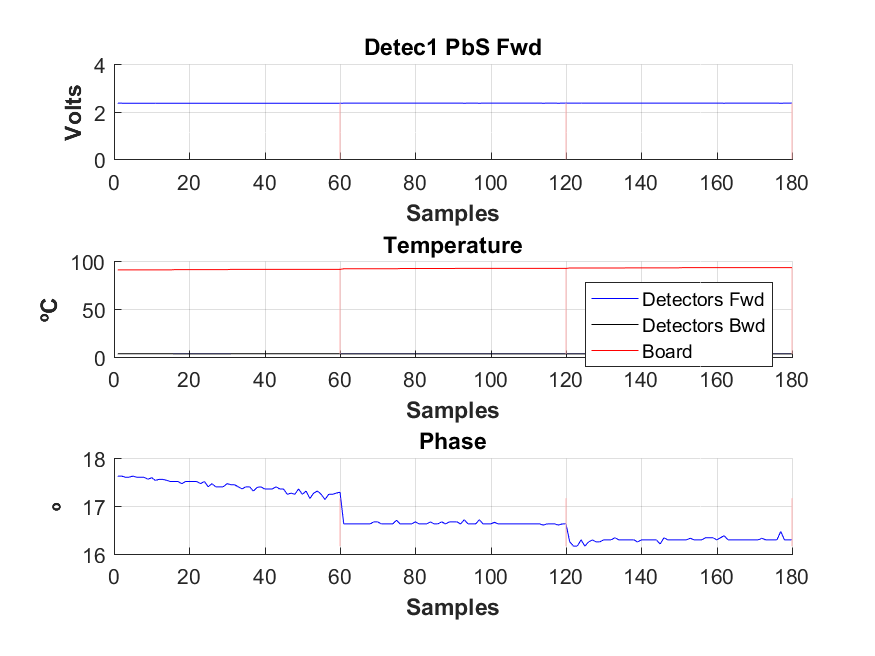 Detec1 PbS Fwd
Volts
4
2
0
0 20 40 60 80 100 120 140 160 180
Samples
Temperature
ºC
100
50
0
Detectors Fwd
Detectors Bwd
Board
0 20 40 60 80 100 120 140 160 180
Samples
Phase
º
18
17
16
0 20 40 60 80 100 120 140 160 180
Samples